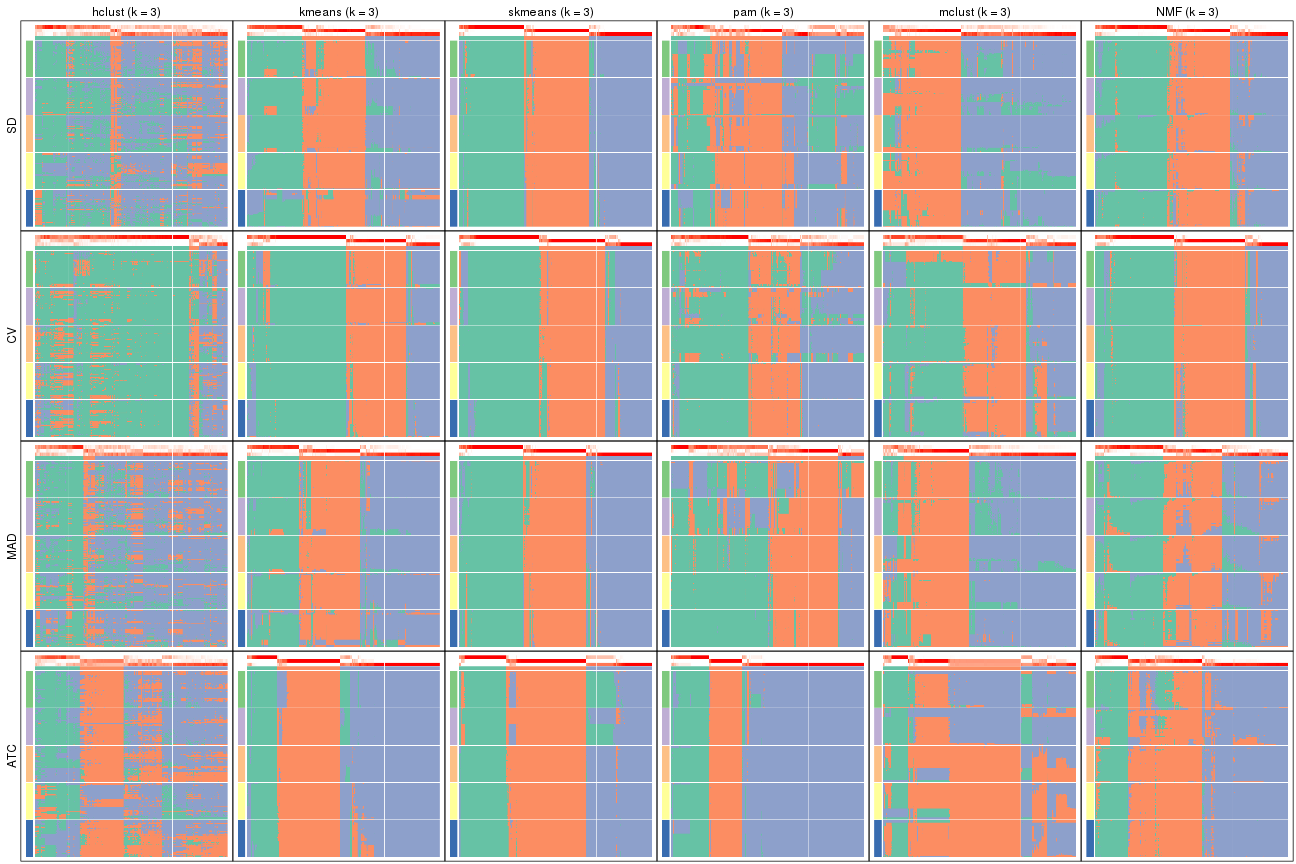 hclust (k = 3) kmeans (k = 3) skmeans (k = 3) pam (k = 3) mclust (k = 3) NMF (k = 3)
SD
CV
MAD
ATC